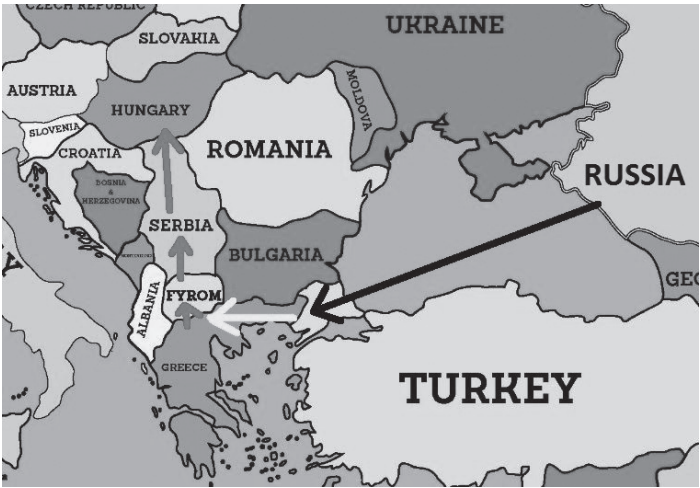 CZECH REPUBLIC
UKRAINE
SLOVAKIA
AUSTRIA
MOLDOVA
HUNGARY
SLOVENIA
CROATIA
ROMANIA
RUSSIA
BOSNIA
&
HERZEGOVINA
SERBIA
BULGARIA
Y
GEO
FYROM
ALBANIA
GREECE
TURKEY